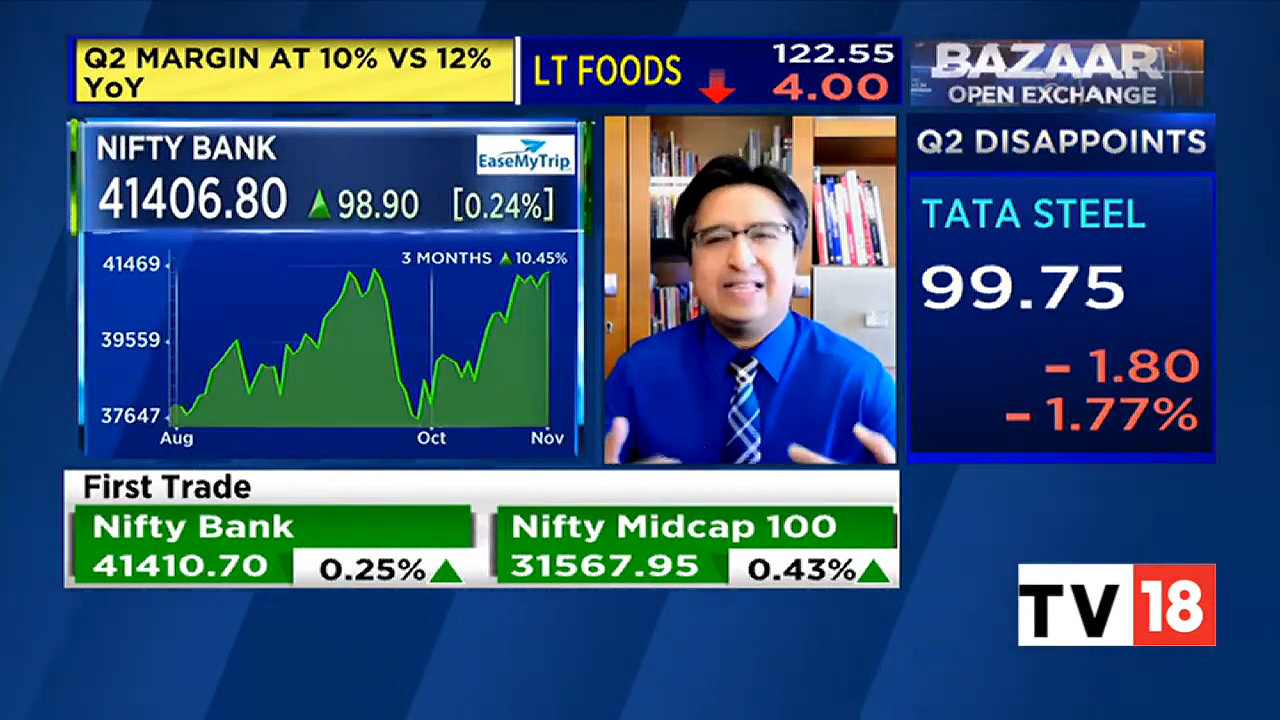 Q2 MARGIN AT 10% VS 12%
YoY
LT FOODS
122.55
4.00
BAZAAR
OPEN EXCHANGE
NIFTY BANK
EaseMyTrip
41406.80 98.90 [0.24%]
3 MONTHS 10.45%
41469
39559
37647
Aug Oct Nov
Q2 DISAPPOINTS
TATA STEEL
99.75
- 1.80
- 1.77%
First Trade
Nifty Bank
41410.70 0.25%
Nifty Midcap 100
31567.95 0.43%
TV 18